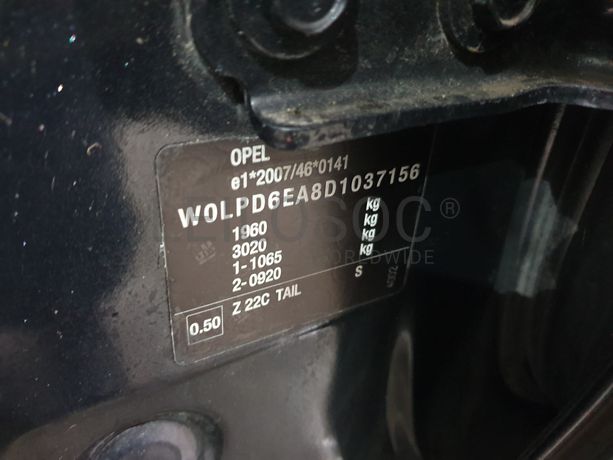 OPEL
e1*2007/46*0141
W0LPD6EA8D1037156
1960 kg
3020 kg
1-1065 kg
2-0920 kg
Z 22C TAIL S
0.50